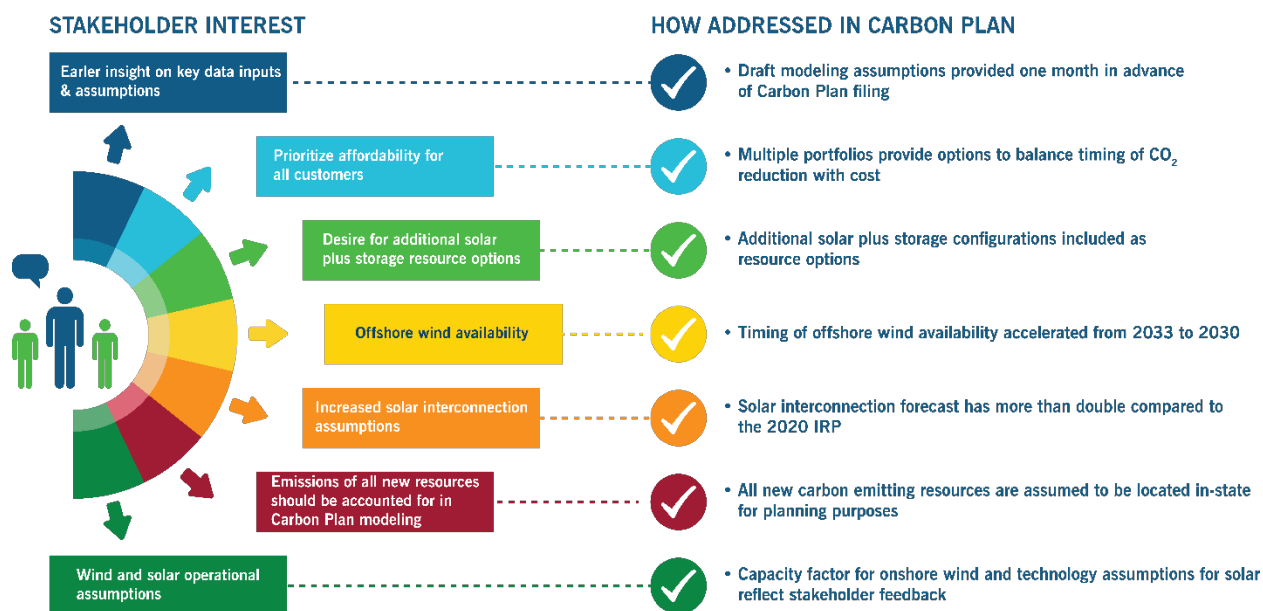 STAKEHOLDER INTEREST
HOW ADDRESSED IN CARBON PLAN
Earler insight on key data inputs
& assumptions
• Draft modeling assumptions provided one month in advance
of Carbon Plan filing
Prioritize affordability for
all customers
• Multiple portfolios provide options to balance timing of CO₂
reduction with cost
Desire for additional solar
plus storage resource options
• Additional solar plus storage configurations included as
resource options
Offshore wind availability
• Timing of offshore wind availability accelerated from 2033 to 2030
Increased solar interconnection
assumptions
• Solar interconnection forecast has more than double compared to
the 2020 IRP
Emissions of all new resources
should be accounted for in
Carbon Plan modeling
• All new carbon emitting resources are assumed to be located in-state
for planning purposes
Wind and solar operational
assumptions
• Capacity factor for onshore wind and technology assumptions for solar
reflect stakeholder feedback